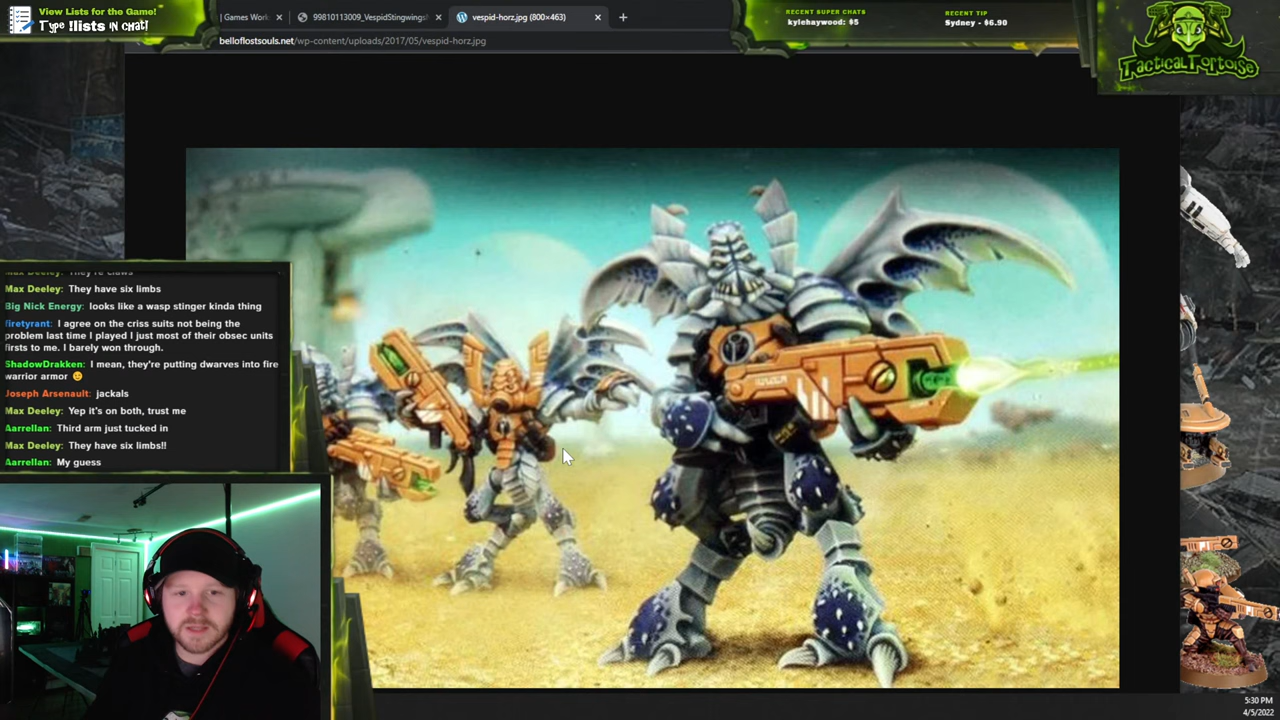 View Lists for the Game!
Type !lists in chat!
| Games Work
99810113009_VespidStingwings
vespid-horz.jpg (800×463)
belloflostsouls.net/wp-content/uploads/2017/05/vespid-horz.jpg
RECENT SUPER CHATS
kylehaywood: $5
RECENT TIP
Sydney - $6.90
TACTICALTORTOISE
Max Deeley: They're claws
Max Deeley: They have six limbs
Big Nick Energy: looks like a wasp stinger kinda thing
firetyrant: I agree on the criss suits not being the
problem last time I played I just most of their obsec units
firsts to me. I barely won through.
ShadowDrakken: I mean, they're putting dwarves into fire
warrior armor
Joseph Arsenault: jackals
Max Deeley: Yep it's on both, trust me
Aarrellan: Third arm just tucked in
Max Deeley: They have six limbs!!
Aarrellan: My guess
5:30 PM
4/5/2022